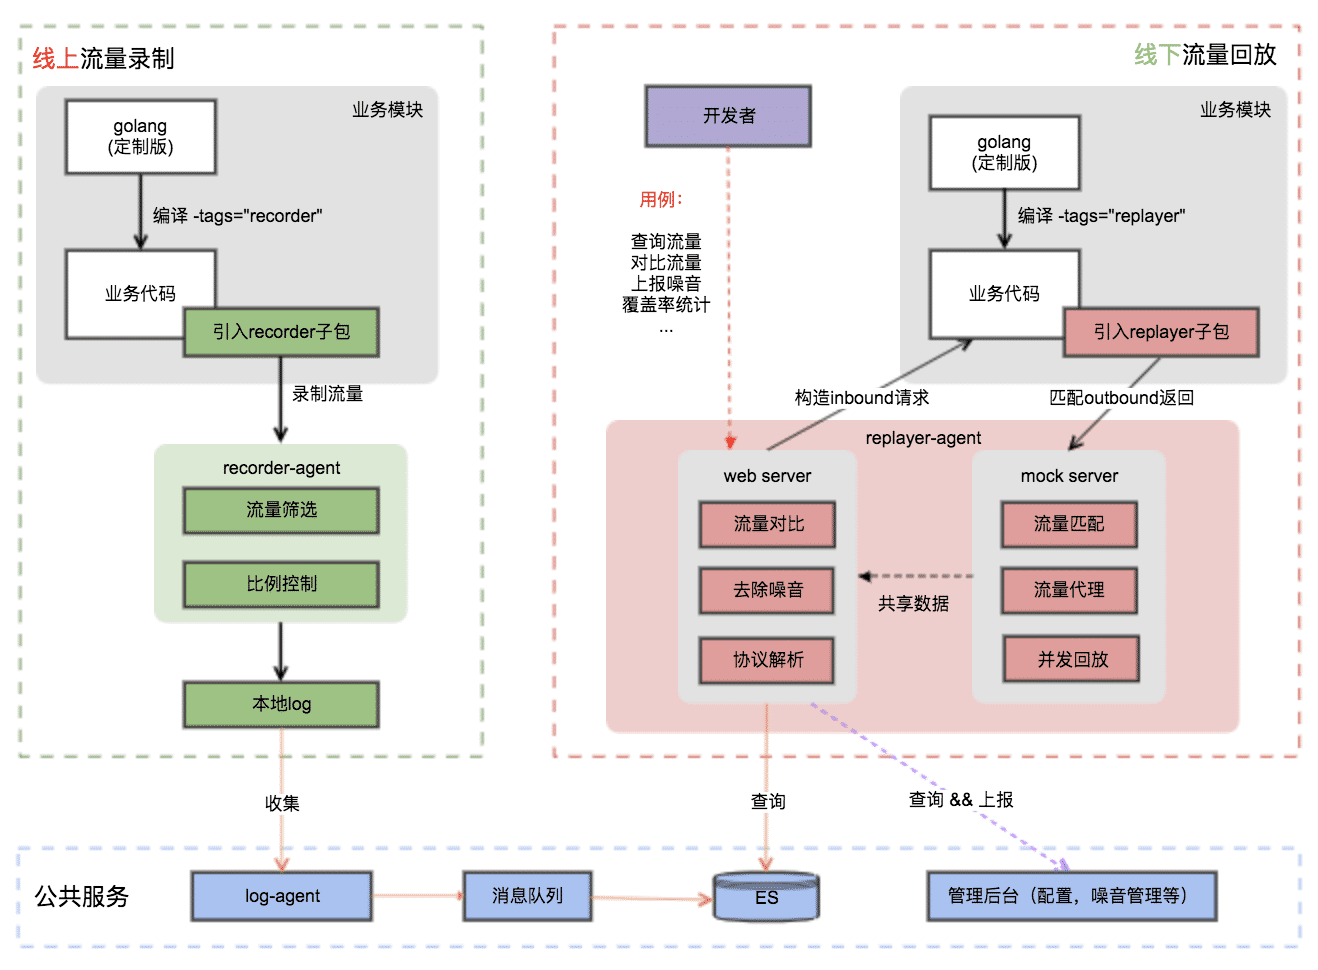 线上流量录制
业务模块
golang
(定制版)
编译 -tags="recorder"
业务代码
引入recorder子包
录制流量
recorder-agent
流量筛选
比例控制
本地log
收集
线下流量回放
开发者
用例：
查询流量
对比流量
上报噪音
覆盖率统计
...
业务模块
golang
(定制版)
编译 -tags="replayer"
业务代码
引入replayer子包
构造inbound请求
匹配outbound返回
replayer-agent
web server
流量对比
去除噪音
协议解析
共享数据
mock server
流量匹配
流量代理
并发回放
查询
查询 && 上报
公共服务
log-agent
消息队列
ES
管理后台（配置，噪音管理等）